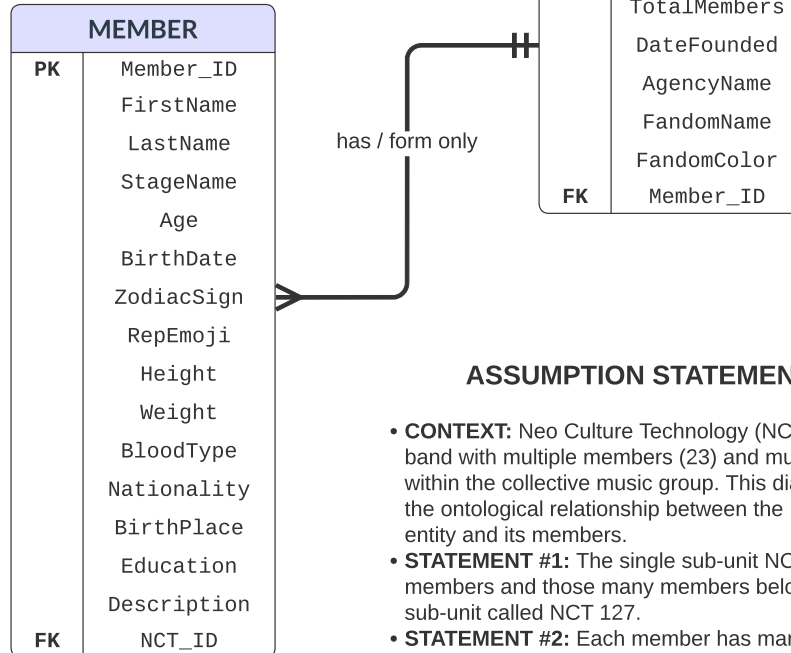 MEMBER
PK Member_ID
FirstName
LastName
StageName
Age
BirthDate
ZodiacSign
RepEmoji
Height
Weight
BloodType
Nationality
BirthPlace
Education
Description
FK NCT_ID
has / form only
TotalMembers
DateFounded
AgencyName
FandomName
FandomColor
FK Member_ID
ASSUMPTION STATEMEN
• CONTEXT: Neo Culture Technology (NC
band with multiple members (23) and mu
within the collective music group. This dia
the ontological relationship between the
entity and its members.
• STATEMENT #1: The single sub-unit NC
members and those many members belo
sub-unit called NCT 127.
• STATEMENT #2: Each member has man